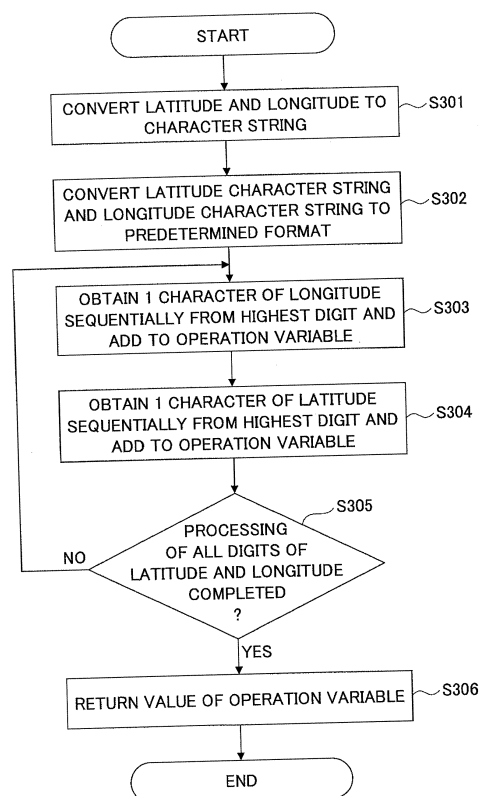 START
CONVERT LATITUDE AND LONGITUDE TO
CHARACTER STRING
S301
CONVERT LATITUDE CHARACTER STRING
AND LONGITUDE CHARACTER STRING TO
PREDETERMINED FORMAT
S302
OBTAIN 1 CHARACTER OF LONGITUDE
SEQUENTIALLY FROM HIGHEST DIGIT AND
ADD TO OPERATION VARIABLE
S303
OBTAIN 1 CHARACTER OF LATITUDE
SEQUENTIALLY FROM HIGHEST DIGIT AND
ADD TO OPERATION VARIABLE
S304
S305
PROCESSING
OF ALL DIGITS OF
LATITUDE AND LONGITUDE
COMPLETED
?
NO
YES
RETURN VALUE OF OPERATION VARIABLE
S306
END